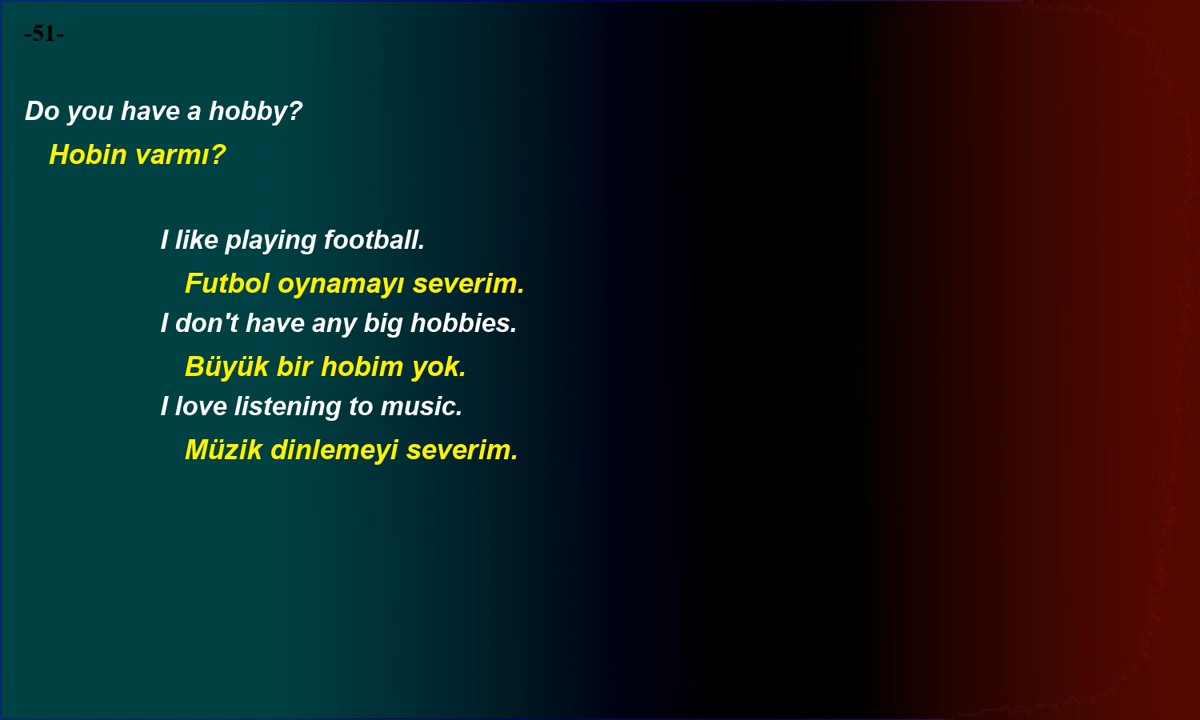 -51-
Do you have a hobby?
Hobin varmı?
I like playing football.
Futbol oynamayı severim.
I don't have any big hobbies.
Büyük bir hobim yok.
I love listening to music.
Müzik dinlemeyi severim.